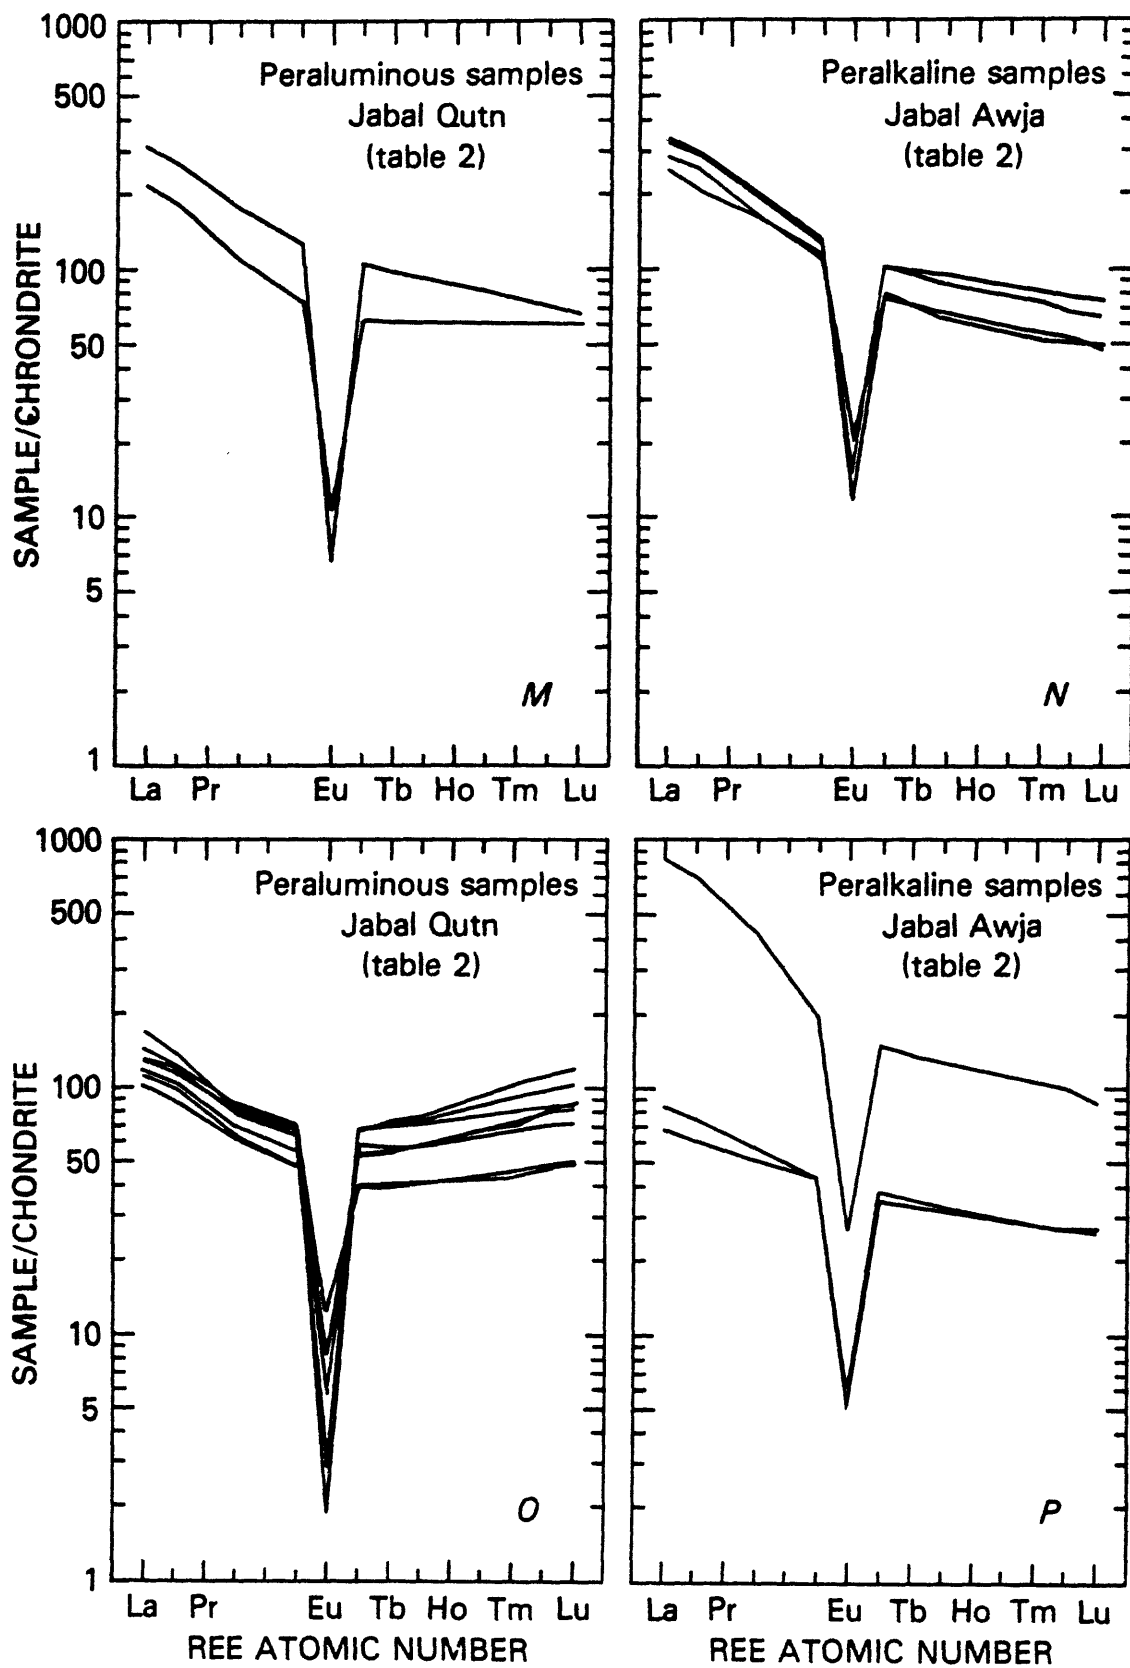 1000
500
100
50
10
5
1
SAMPLE/CHRONDRITE
Peraluminous samples
Jabal Qutn
(table 2)
M
La Pr Eu Tb Ho Tm Lu
Peralkaline samples
Jabal Awja
(table 2)
N
La Pr Eu Tb Ho Tm Lu
1000
500
100
50
10
5
1
SAMPLE/CHONDRITE
Peraluminous samples
Jabal Qutn
(table 2)
O
La Pr Eu Tb Ho Tm Lu
REE ATOMIC NUMBER
Peralkaline samples
Jabal Awja
(table 2)
P
La Pr Eu Tb Ho Tm Lu
REE ATOMIC NUMBER